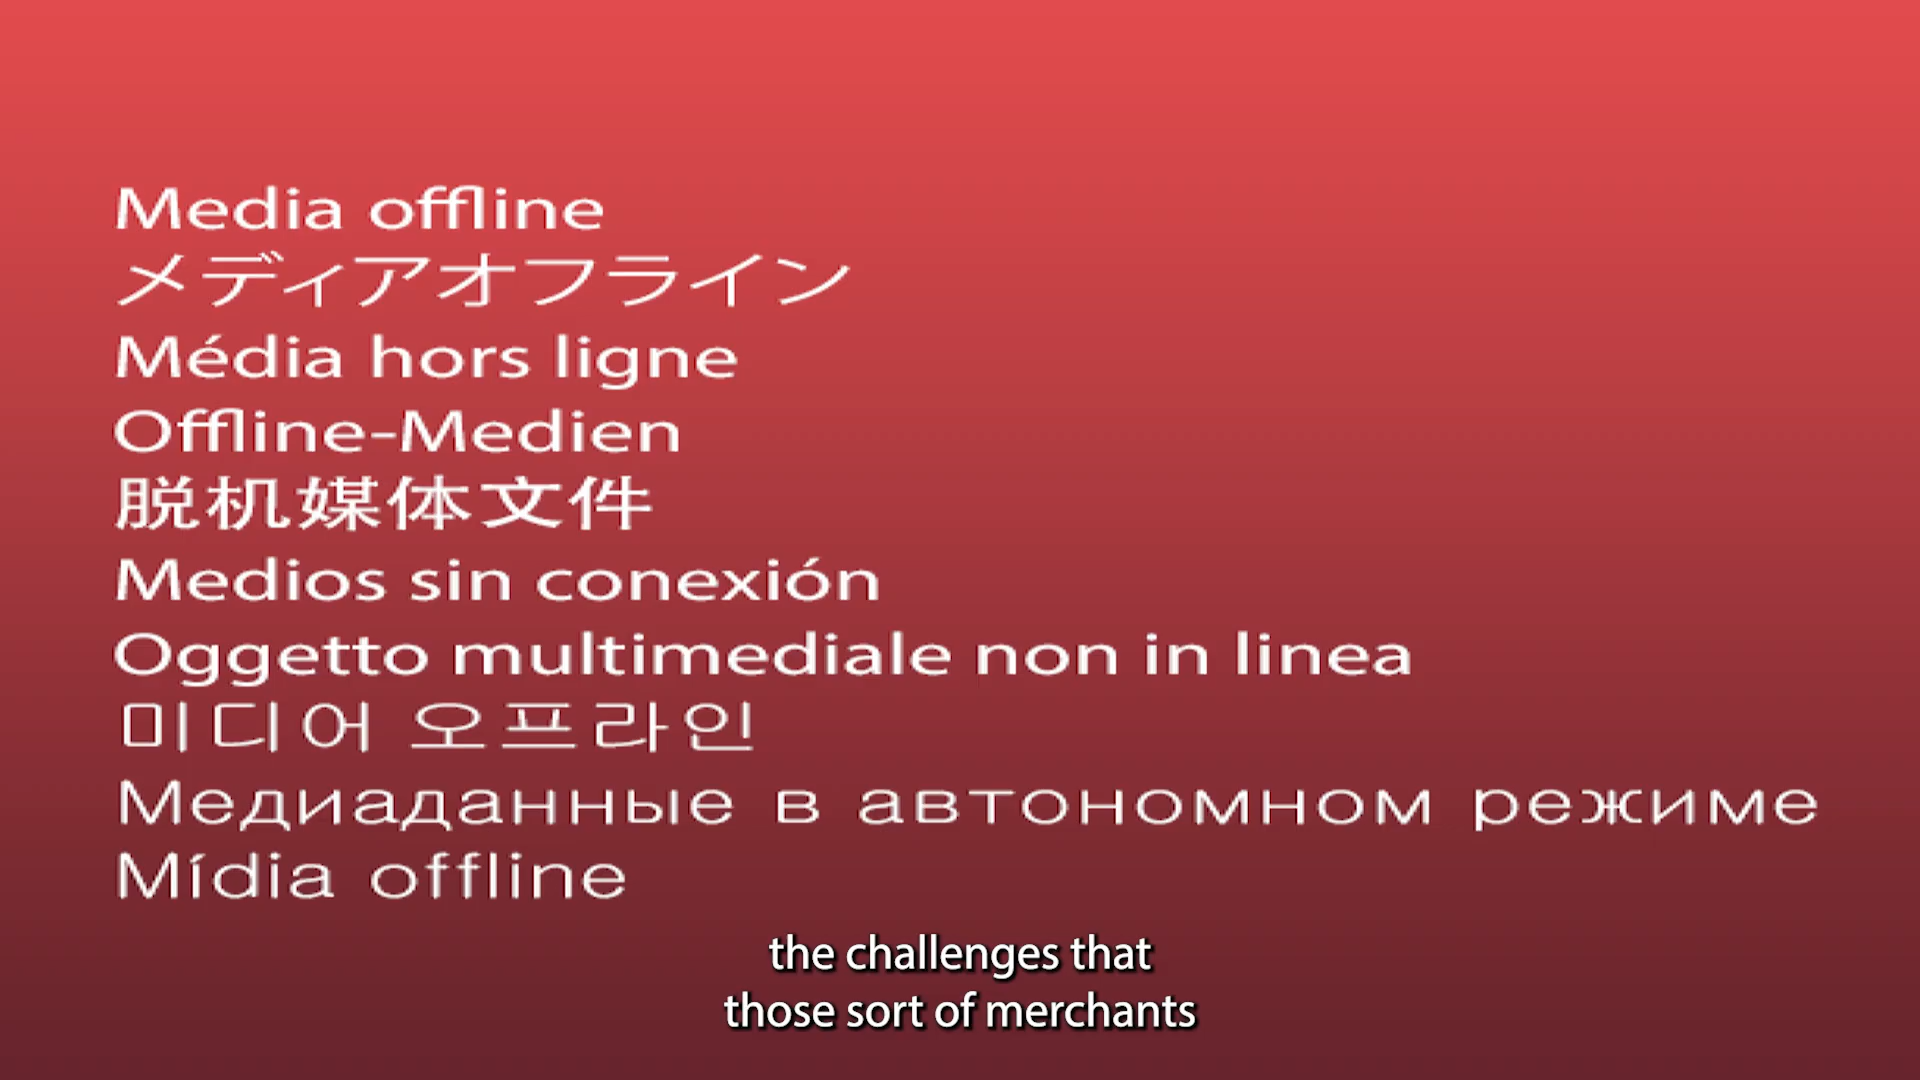 Media offline
メディアオフライン
Média hors ligne
Offline-Medien
脱机媒体文件
Medios sin conexión
Oggetto multimediale non in linea
미디어 오프라인
Медиаданные в автономном режиме
Mídia offline
the challenges that
those sort of merchants